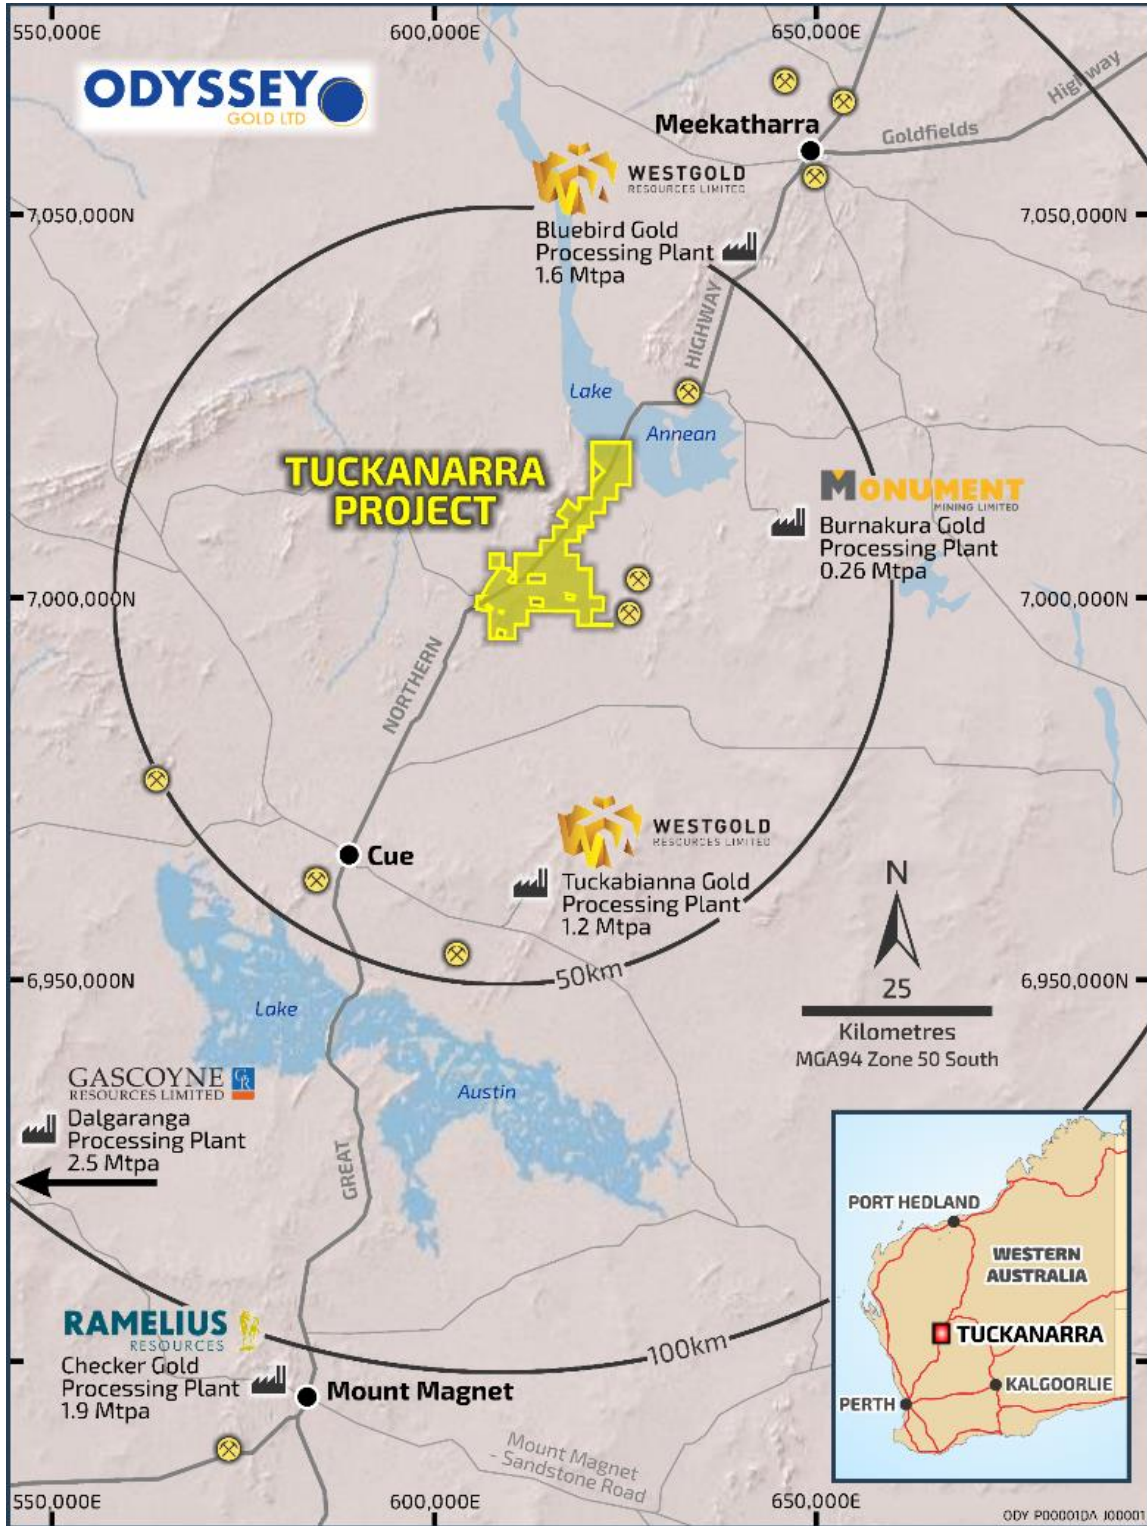 550,000E
600,000E
650,000E
ODYSSEY
GOLD LTD
Highway
Goldfields
Meekatharra
WESTGOLD
RESOURCES LIMITED
7,050,000N
7,050,000N
Bluebird Gold
Processing Plant
1.6 Mtpa
HIGHWAY
Lake
Annean
TUCKANARRA
PROJECT
MONUMENT
MINING LIMITED
Burnakura Gold
Processing Plant
0.26 Mtpa
7,000,000N
7,000,000N
NORTHERN
Cue
WESTGOLD
RESOURCES LIMITED
Tuckabianna Gold
Processing Plant
1.2 Mtpa
N
50km
6,950,000N
6,950,000N
25
Kilometres
MGA94 Zone 50 South
Lake
Austin
GASCOYNE
RESOURCES LIMITED
GR
Dalgaranga
Processing Plant
2.5 Mtpa
GREAT
PORT HEDLAND
WESTERN
AUSTRALIA
TUCKANARRA
KALGOORLIE
PERTH
RAMELIUS
RESOURCES
100km
Checker Gold
Processing Plant
1.9 Mtpa
Mount Magnet
Mount Magnet
- Sandstone Road
550,000E
600,000E
650,000E
ODY P00001DA J00001